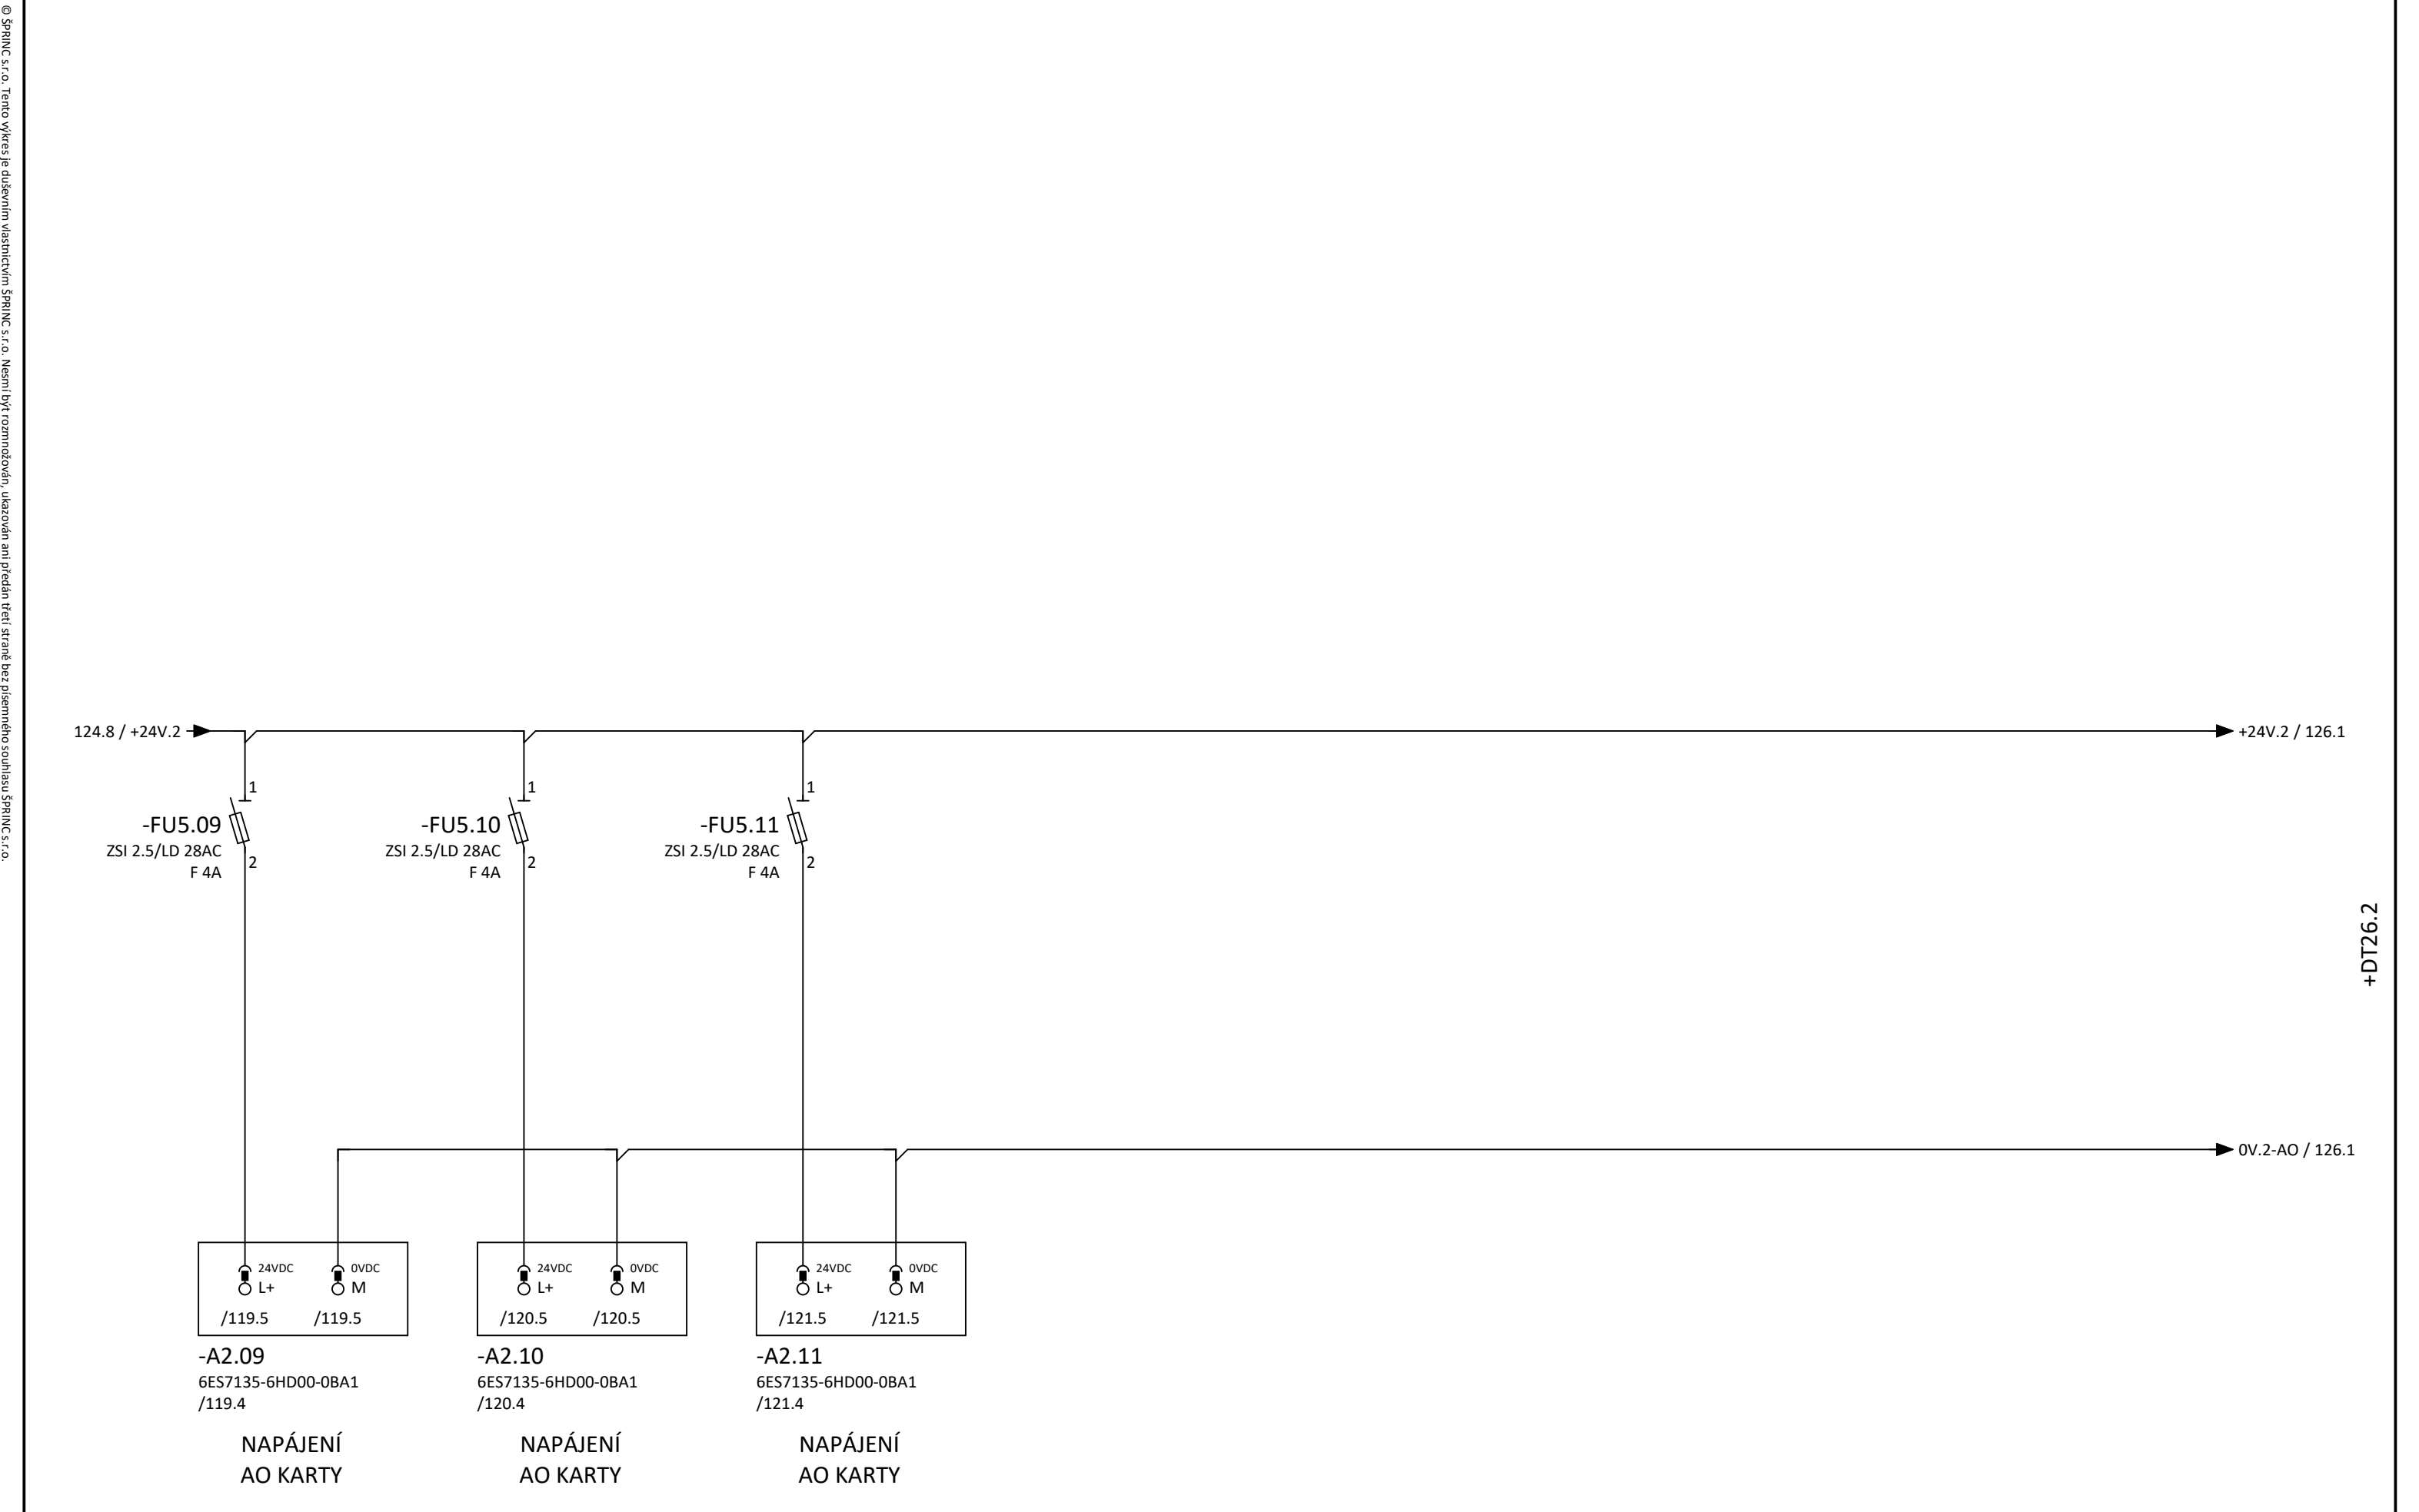 © ŠPRINC s.r.o. Tento výkres je duševním vlastnictvím ŠPRINC s.r.o. Nesmí být rozmnožován, ukazován ani předán třetí straně bez písemného souhlasu ŠPRINC s.r.o.
124.8 / +24V.2
+24V.2 / 126.1
1
1
1
-FU5.09
-FU5.10
-FU5.11
ZSI 2.5/LD 28AC
ZSI 2.5/LD 28AC
ZSI 2.5/LD 28AC
2
2
2
F 4A
F 4A
F 4A
+DT26.2
0V.2-AO / 126.1
24VDC 0VDC
24VDC 0VDC
24VDC 0VDC
L+ M
L+ M
L+ M
/119.5 /119.5
/120.5 /120.5
/121.5 /121.5
-A2.09
-A2.10
-A2.11
6ES7135-6HD00-0BA1
6ES7135-6HD00-0BA1
6ES7135-6HD00-0BA1
/119.4
/120.4
/121.4
NAPÁJENÍ
NAPÁJENÍ
NAPÁJENÍ
AO KARTY
AO KARTY
AO KARTY